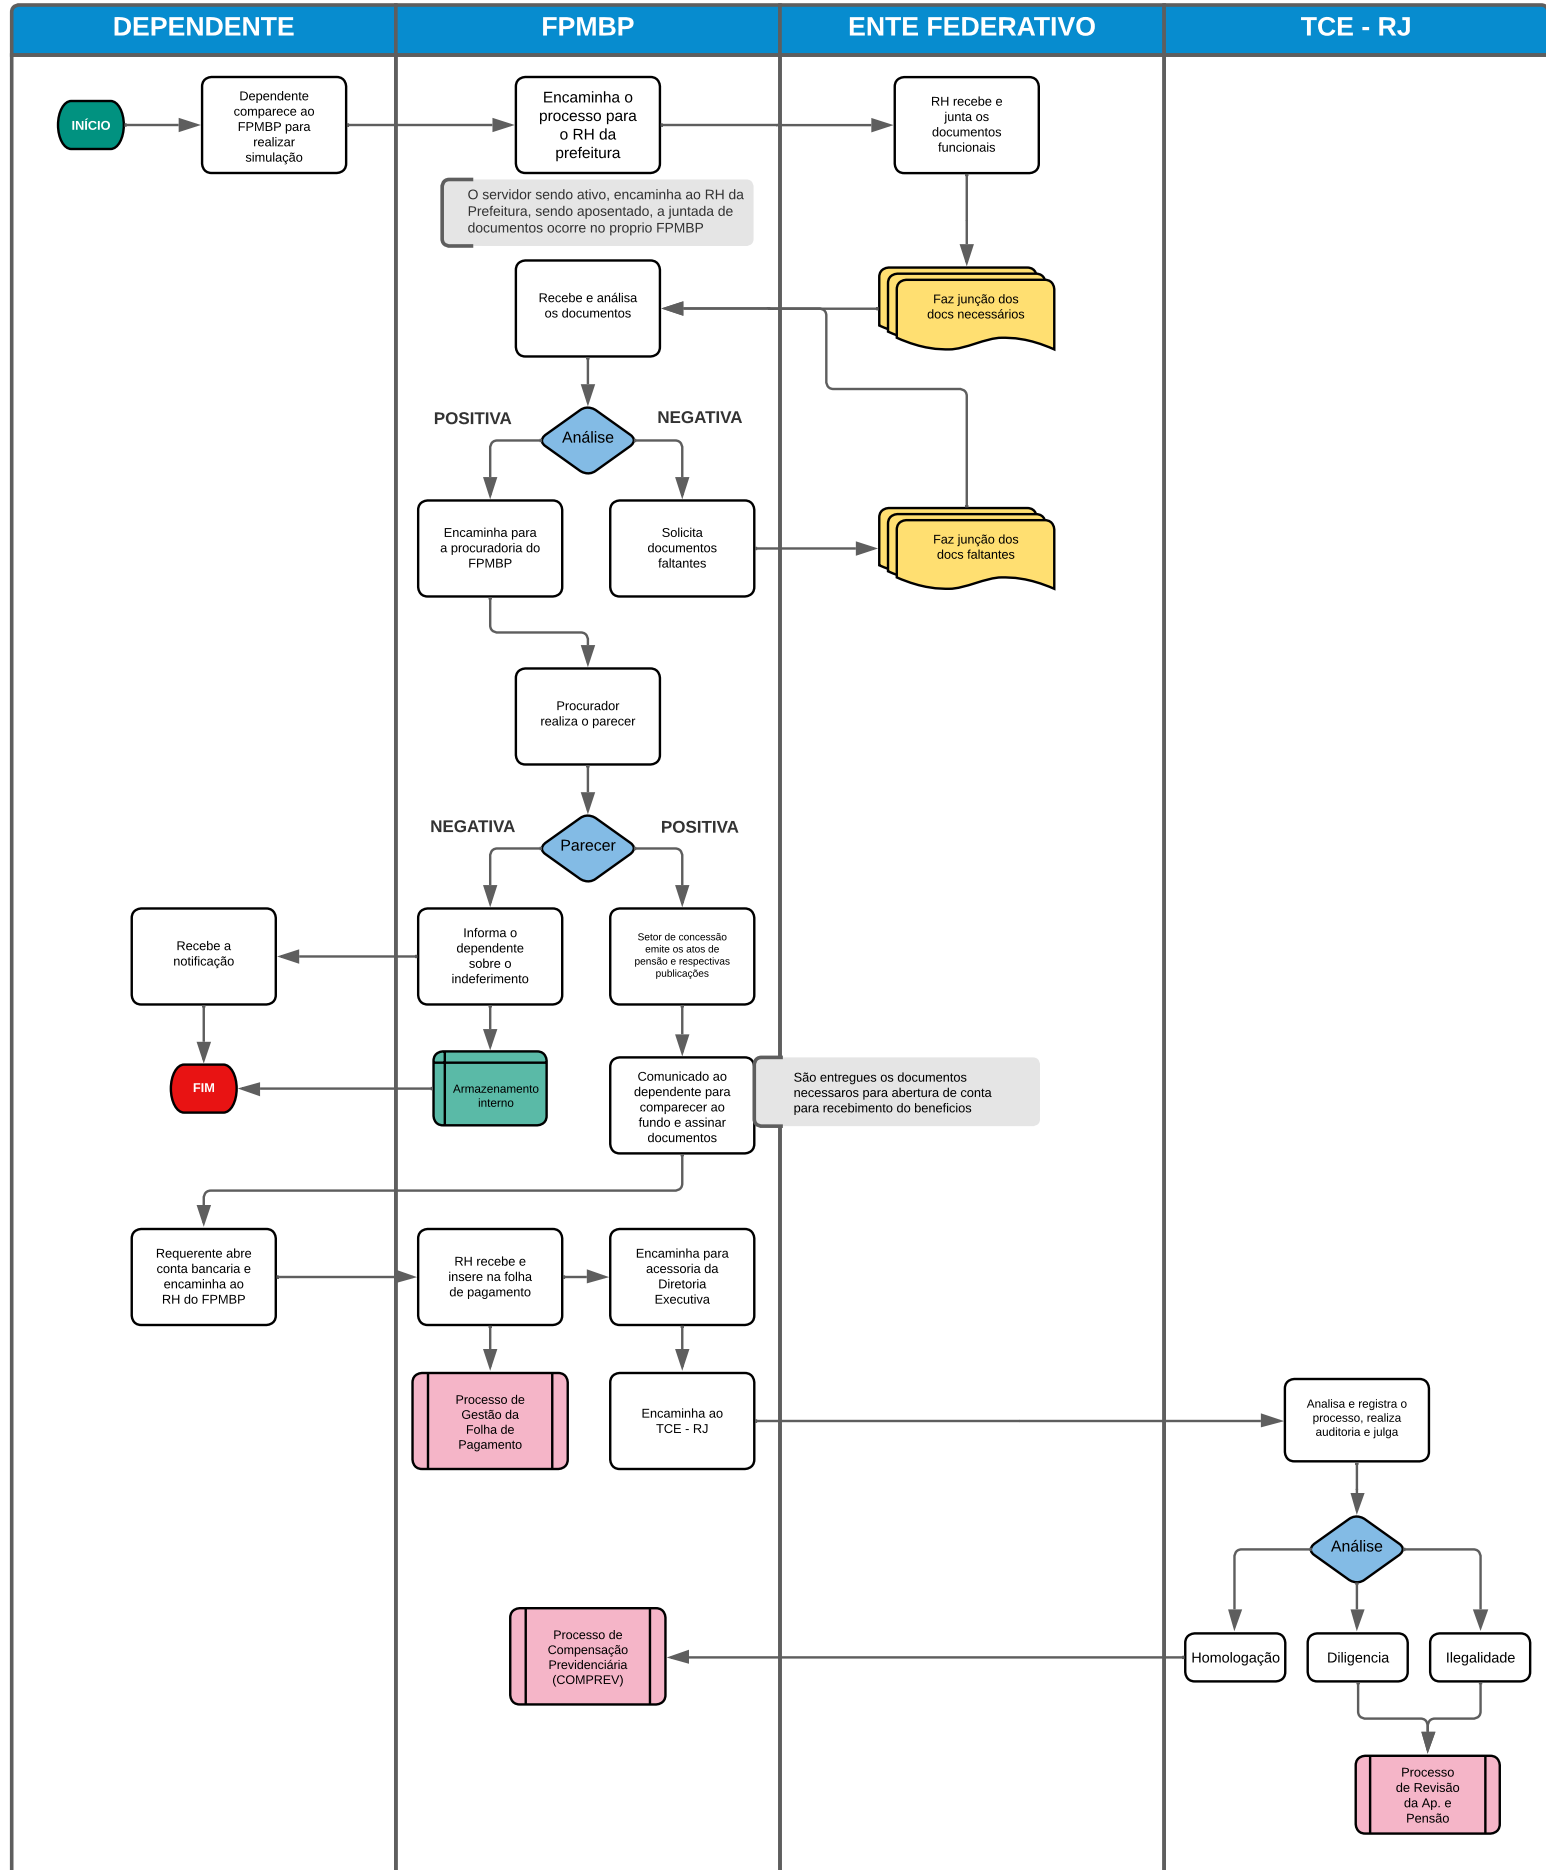 DEPENDENTE
FPMBP
ENTE FEDERATIVO
TCE - RJ
INÍCIO
Dependente
comparece ao
FPMBP para
realizar
simulação
Encaminha o
processo para
o RH da
prefeitura
RH recebe e
junta os
documentos
funcionais
O servidor sendo ativo, encaminha ao RH da
Prefeitura, sendo aposentado, a juntada de
documentos ocorre no proprio FPMBP
Recebe e análisa
os documentos
Faz junção dos
docs necessários
POSITIVA
Análise
NEGATIVA
Encaminha para
a procuradoria do
FPMBP
Solicita
documentos
faltantes
Faz junção dos
docs faltantes
Procurador
realiza o parecer
NEGATIVA
Parecer
POSITIVA
Recebe a
notificação
Informa o
dependente
sobre o
indeferimento
Setor de concessão
emite os atos de
pensão e respectivas
publicações
FIM
Armazenamento
interno
Comunicado ao
dependente para
comparecer ao
fundo e assinar
documentos
São entregues os documentos
necessaros para abertura de conta
para recebimento do beneficios
Requerente abre
conta bancaria e
encaminha ao
RH do FPMBP
RH recebe e
insere na folha
de pagamento
Encaminha para
acessoria da
Diretoria
Executiva
Processo de
Gestão da
Folha de
Pagamento
Encaminha ao
TCE - RJ
Analisa e registra o
processo, realiza
auditoria e julga
Análise
Processo de
Compensação
Previdenciária
(COMPREV)
Homologação
Diligencia
Ilegalidade
Processo
de Revisão
da Ap. e
Pensão